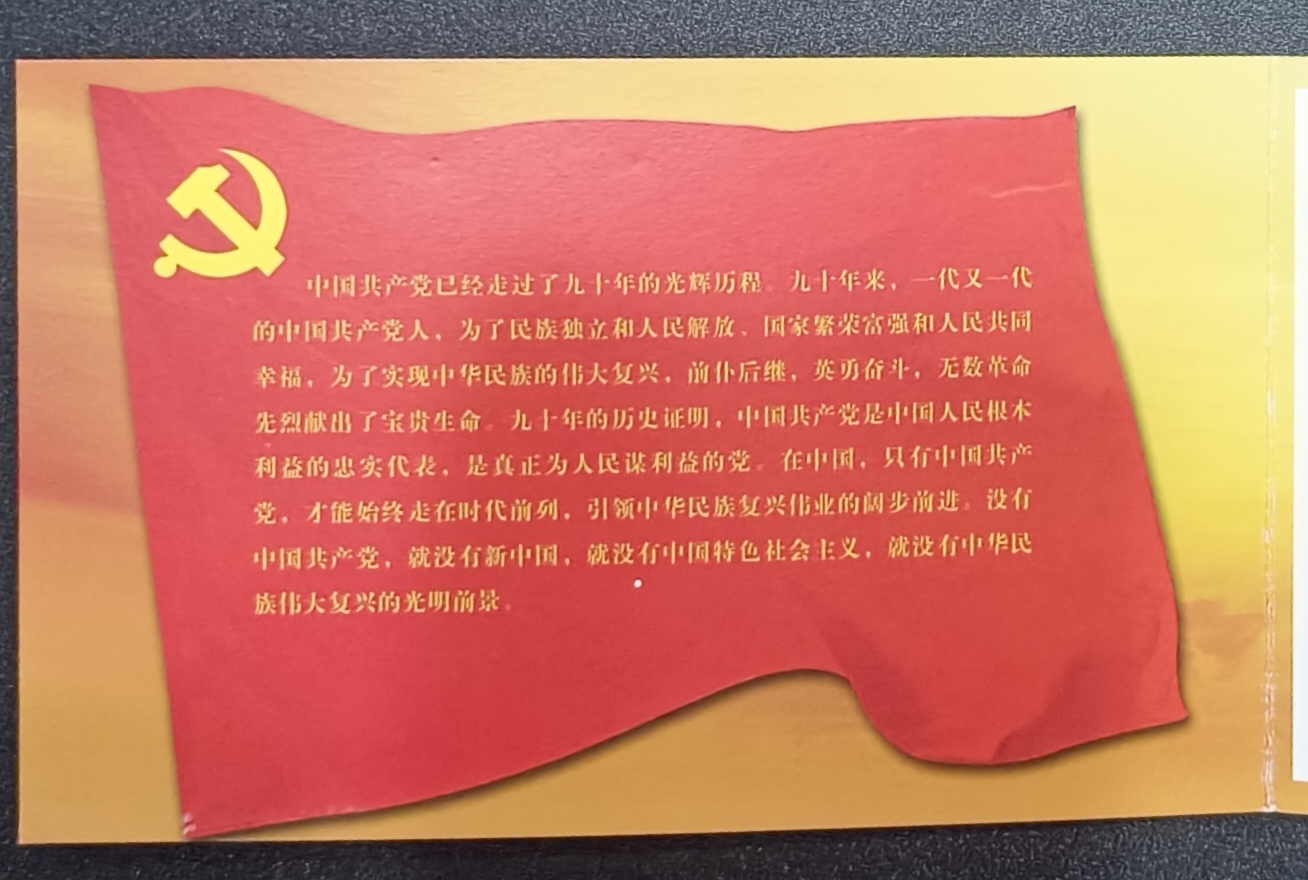 中国共产党已经走过了九十年的光辉历程。九十年来，一代又一代
的中国共产党人，为了民族独立和人民解放、国家繁荣富强和人民共同
幸福，为了实现中华民族的伟大复兴，前仆后继，英勇奋斗，无数革命
先烈献出了宝贵生命。九十年的历史证明，中国共产党是中国人民根本
利益的忠实代表，是真正为人民谋利益的党。在中国，只有中国共产
党，才能始终走在时代前列，引领中华民族复兴伟业的阔步前进。没有
中国共产党，就没有新中国，就没有中国特色社会主义，就没有中华民
族伟大复兴的光明前景。